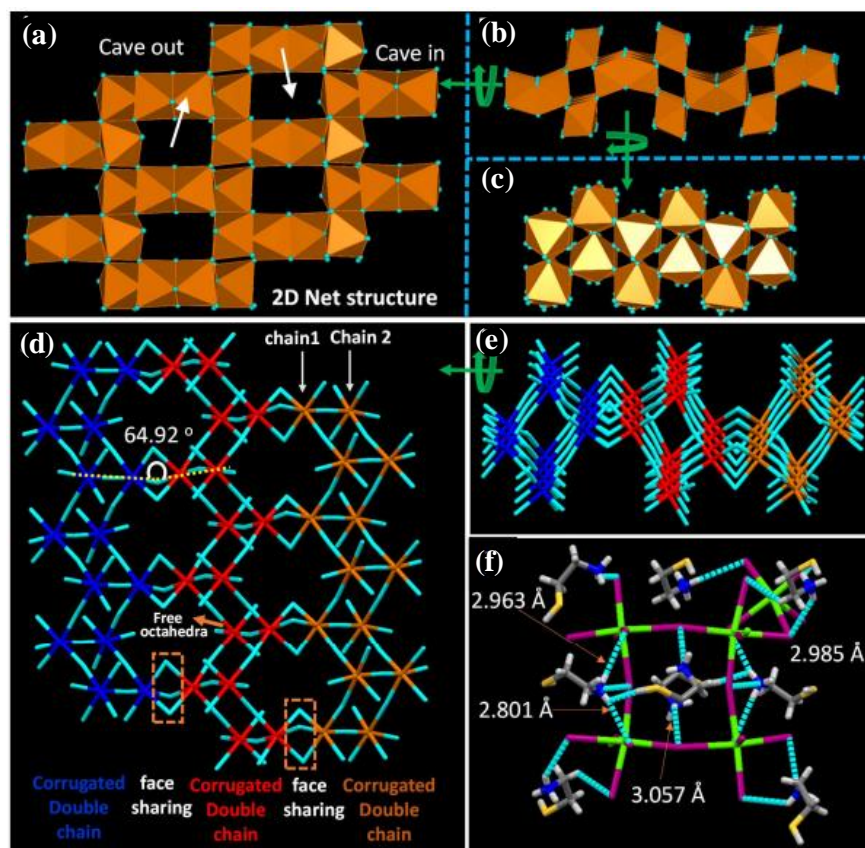 (a)
Cave out
Cave in
2D Net structure
(b)
(c)
(d)
chain1
Chain 2
64.92 °
Free
octahedra
Corrugated
Double
chain
face
sharing
Corrugated
Double
chain
face
sharing
Corrugated
Double
chain
(e)
(f)
2.963 Å
2.985 Å
2.801 Å
3.057 Å